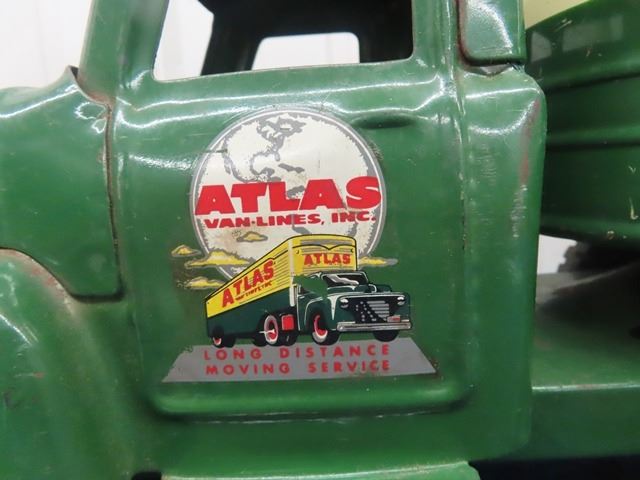 ATLAS
VAN-LINES, INC.
ATLAS
ATLAS
LONG DISTANCE
MOVING SERVICE